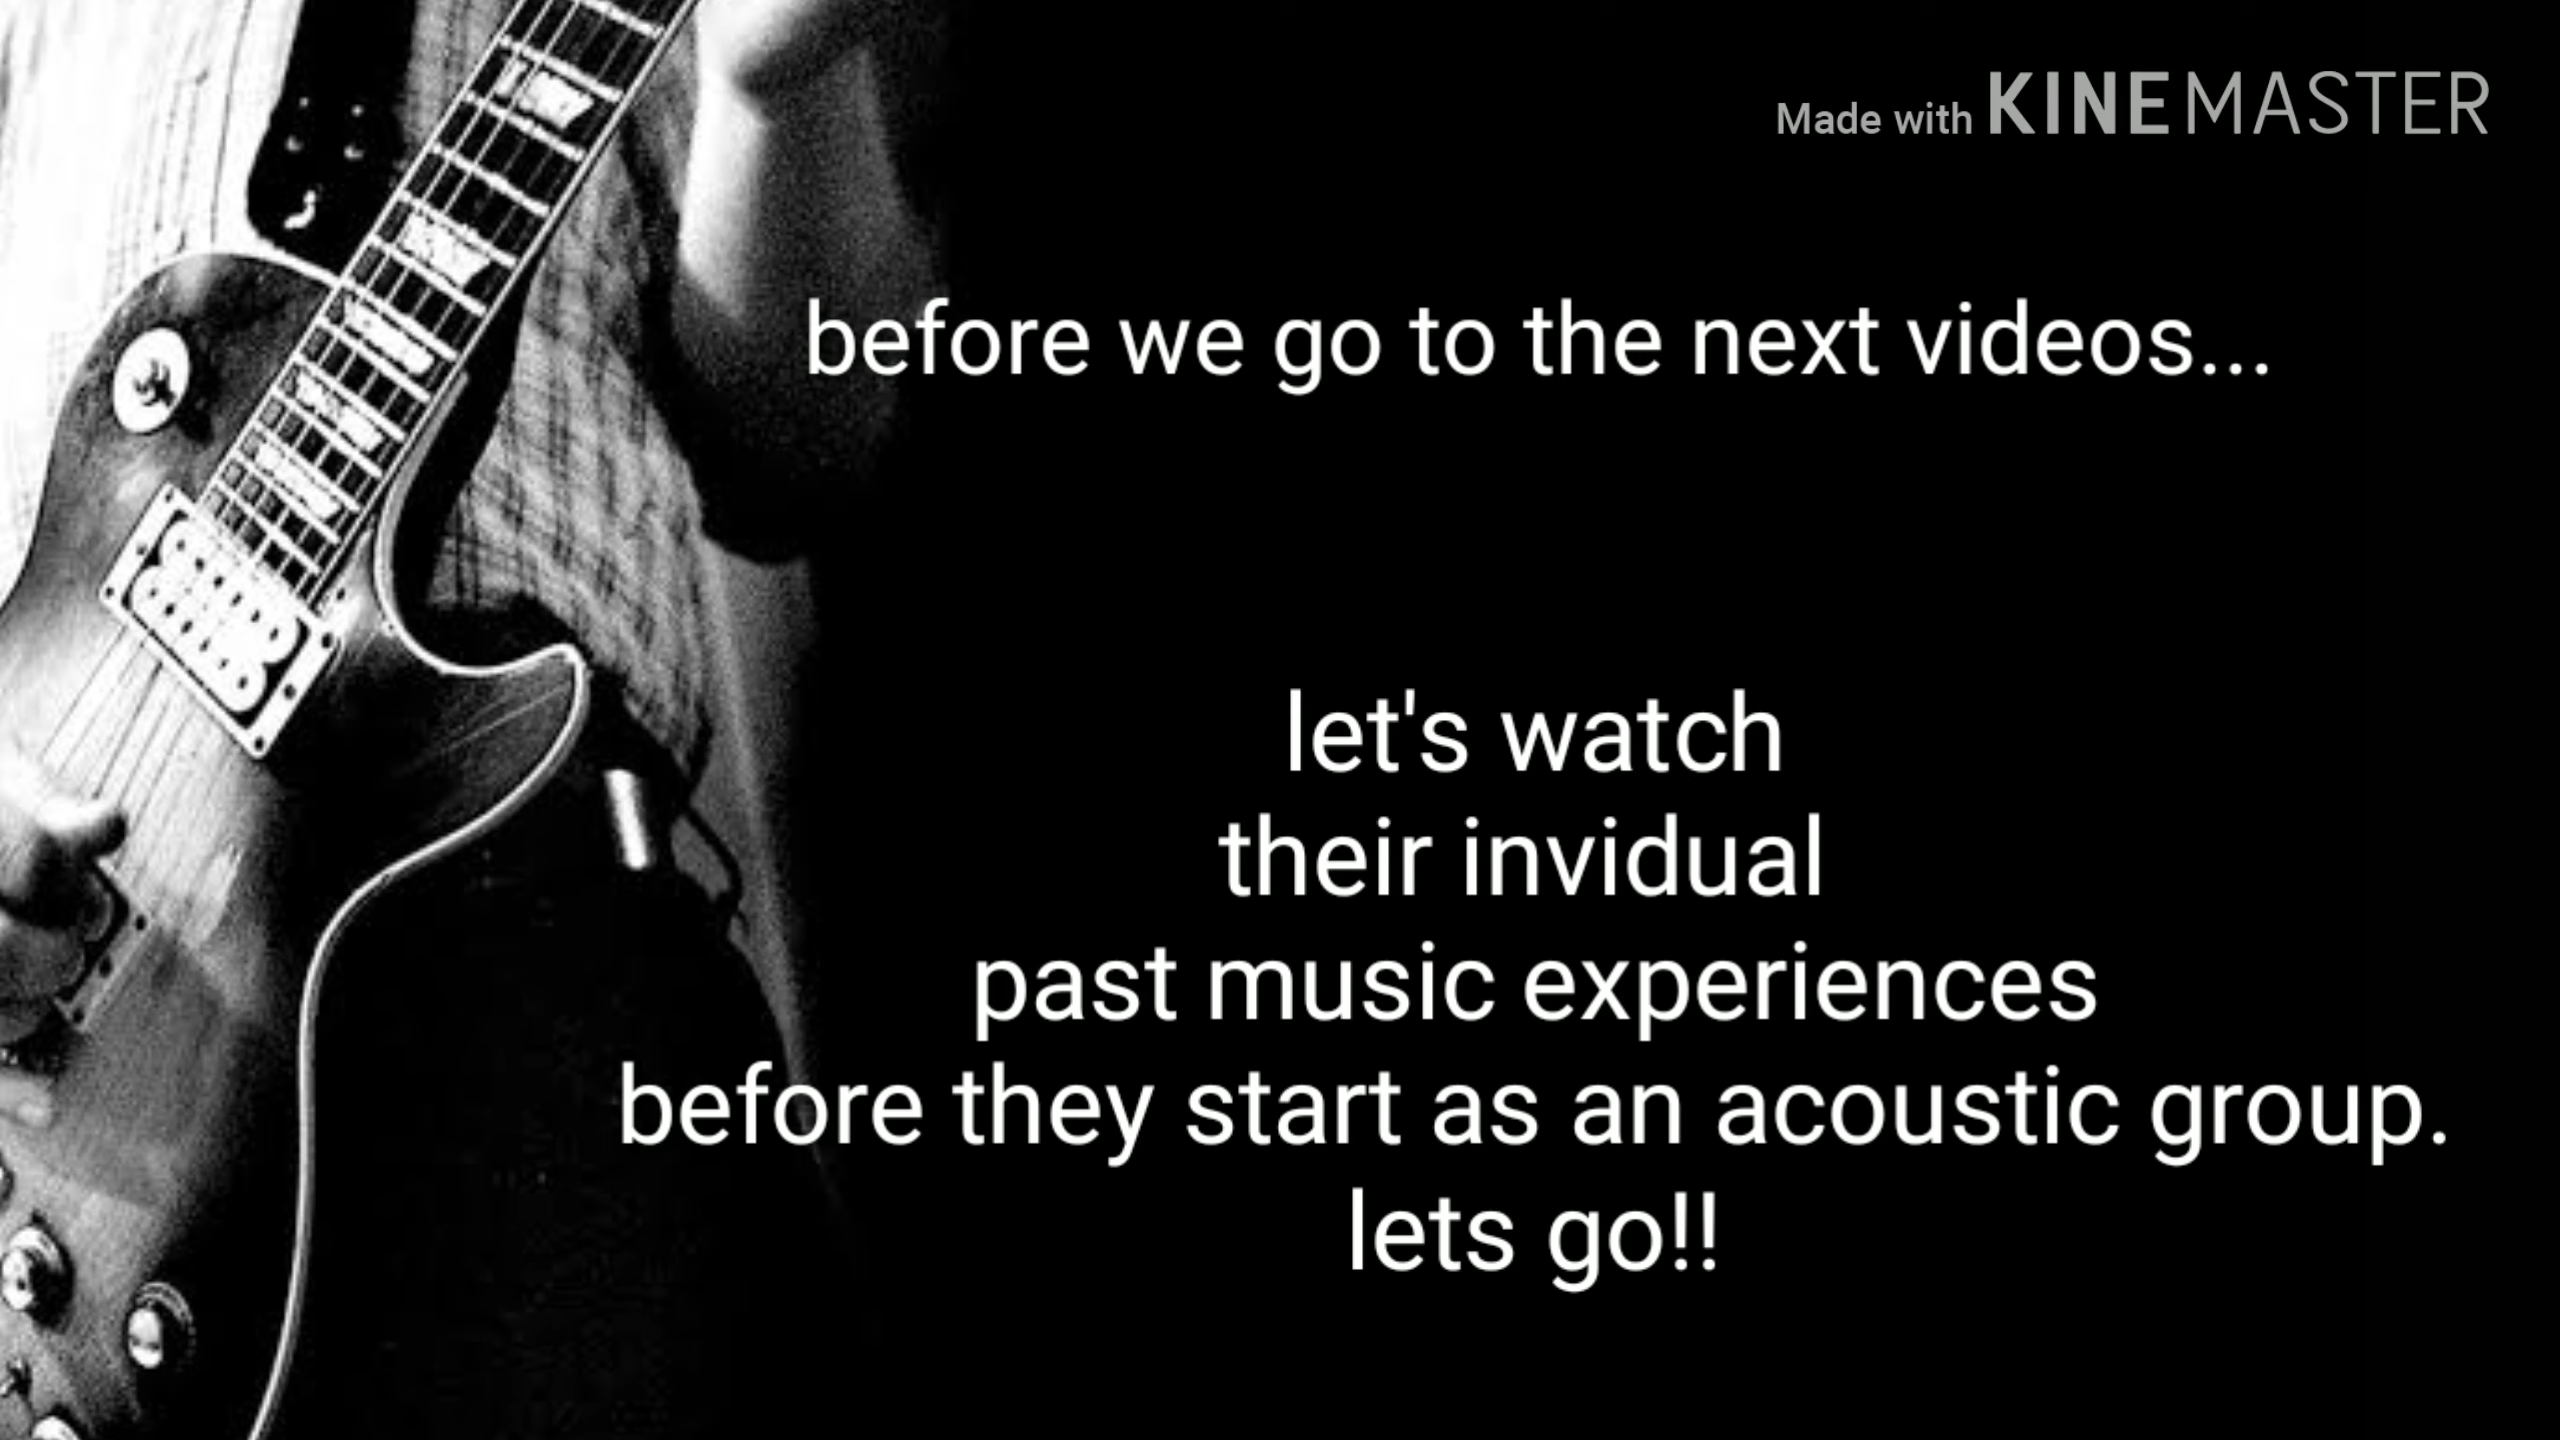 Made with KINEMASTER
before we go to the next videos...
let's watch
their invidual
past music experiences
before they start as an acoustic group.
lets go!!